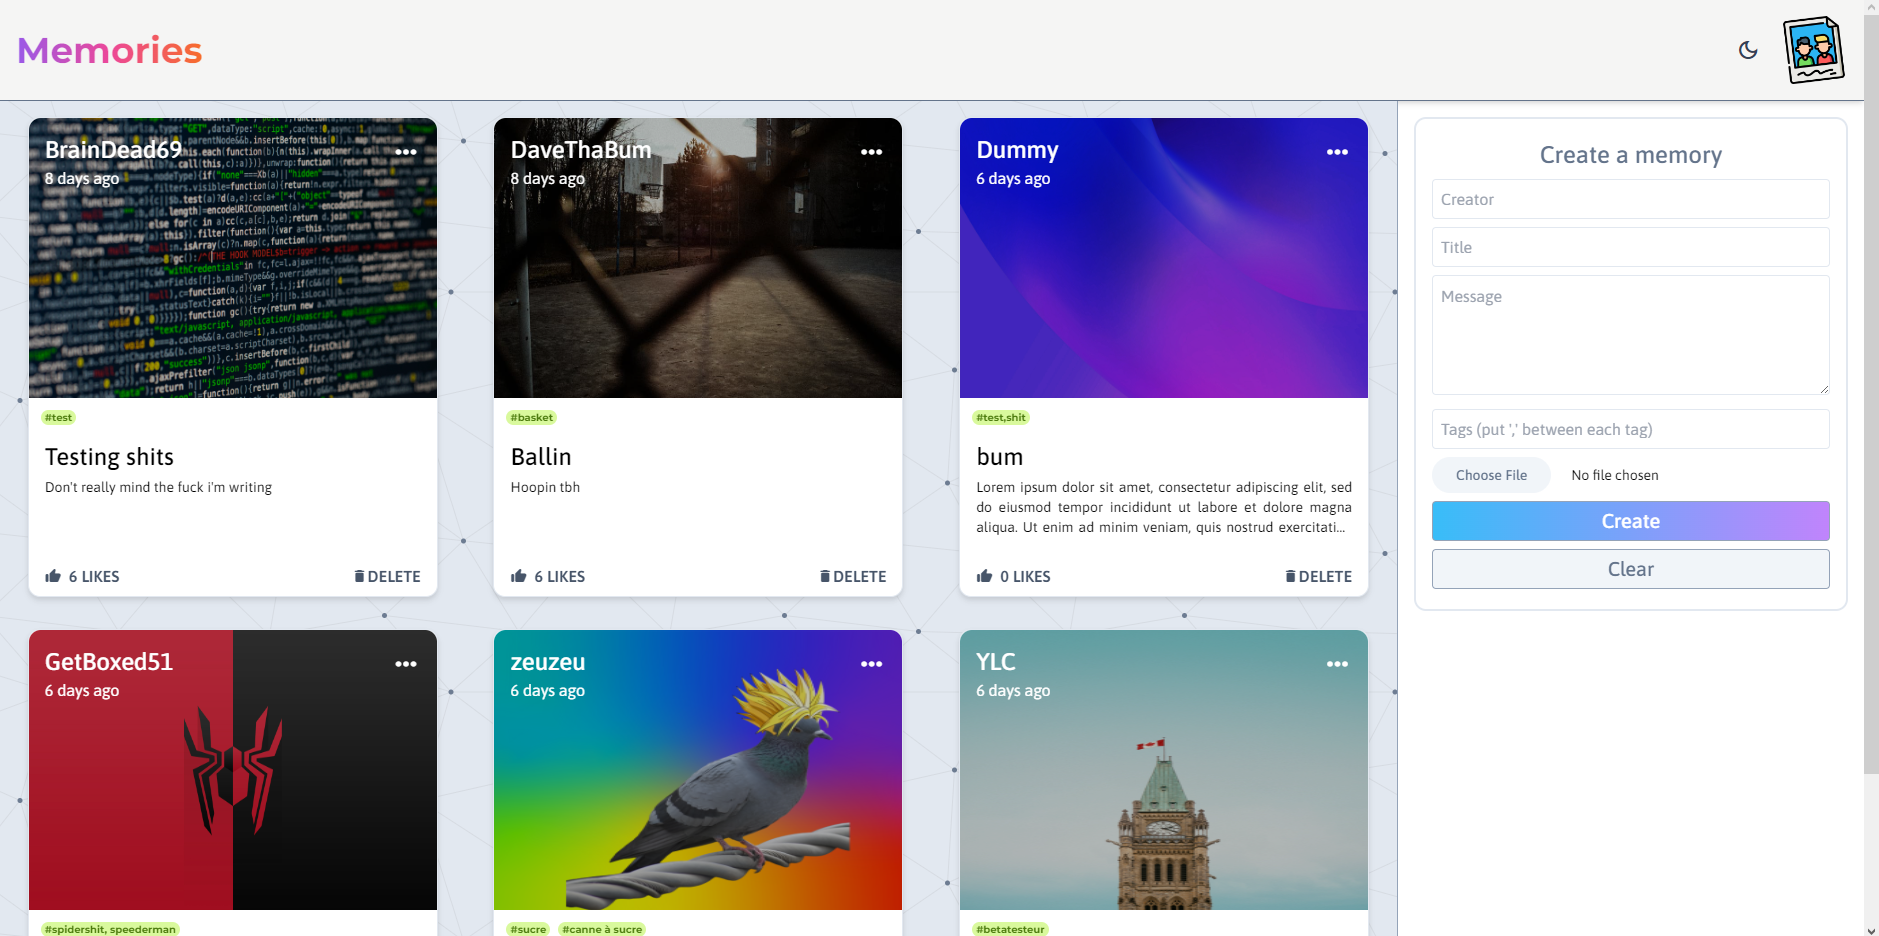 Memories
BrainDead69
8 days ago
#test
Testing shits
Don't really mind the fuck i'm writing
6 LIKES
DELETE
DaveThaBum
8 days ago
#basket
Ballin
Hoopin tbh
6 LIKES
DELETE
Dummy
6 days ago
#test,shit
bum
Lorem ipsum dolor sit amet, consectetur adipiscing elit, sed
do eiusmod tempor incididunt ut labore et dolore magna
aliqua. Ut enim ad minim veniam, quis nostrud exercitati...
0 LIKES
DELETE
GetBoxed51
6 days ago
#spidershit, speederman
zeuzeu
6 days ago
#sucre #canne à sucre
YLC
6 days ago
#betatesteur
Create a memory
Creator
Title
Message
Tags (put ',' between each tag)
Choose File No file chosen
Create
Clear